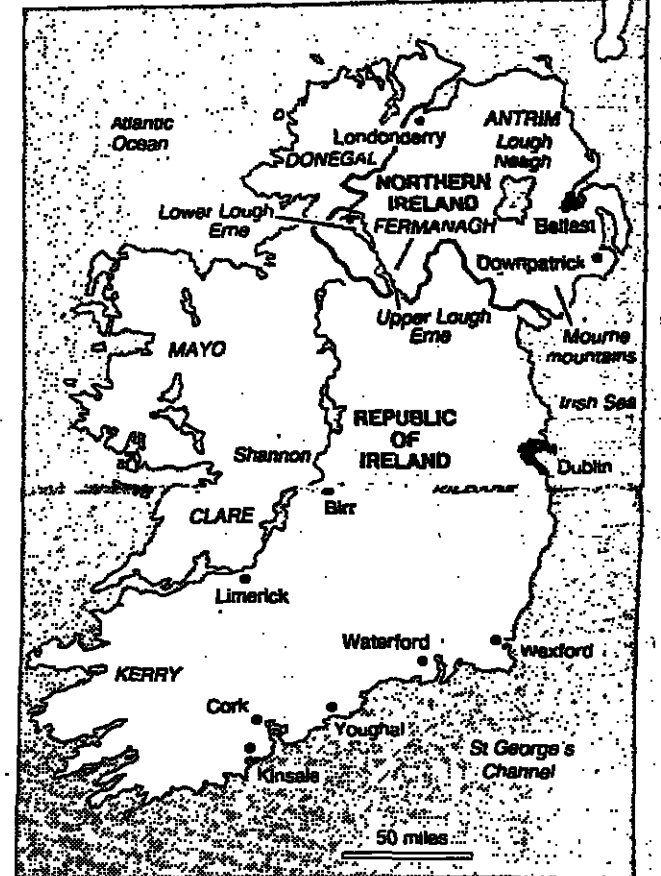 Atlantic
Ocean
Londonderry
DONEGAL
ANTRIM
Lough
Neagh
NORTHERN
IRELAND
Lower Lough
Erne
FERMANAGH
Belfast
Downpatrick
Upper Lough
Erne
Mourne
mountains
MAYO
Irish Sea
REPUBLIC
OF
IRELAND
Shannon
Dublin
KILDARE
Birr
CLARE
Limerick
Waterford
Wexford
KERRY
Cork
Youghal
Kinsale
St George's
Channel
50 miles